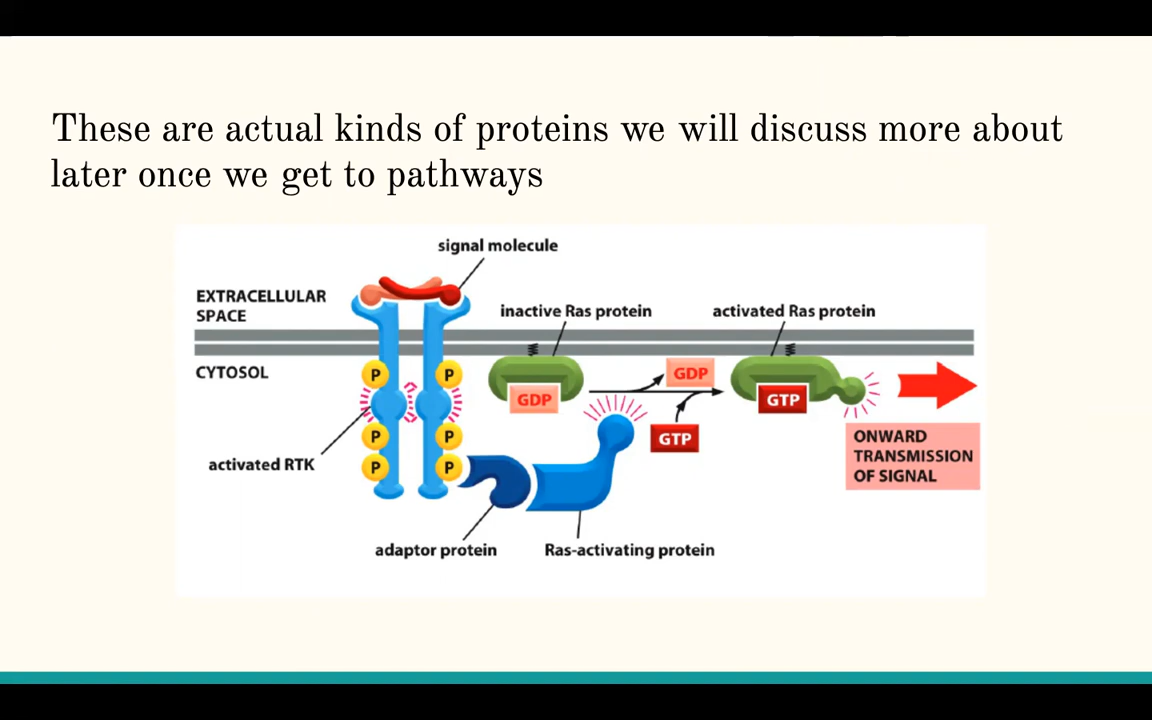 These are actual kinds of proteins we will discuss more about
later once we get to pathways
signal molecule
EXTRACELLULAR
SPACE
inactive Ras protein
activated Ras protein
CYTOSOL
P
P
GDP
GDP
GTP
GTP
P
P
ONWARD
TRANSMISSION
OF SIGNAL
activated RTK
P
P
adaptor protein
Ras-activating protein